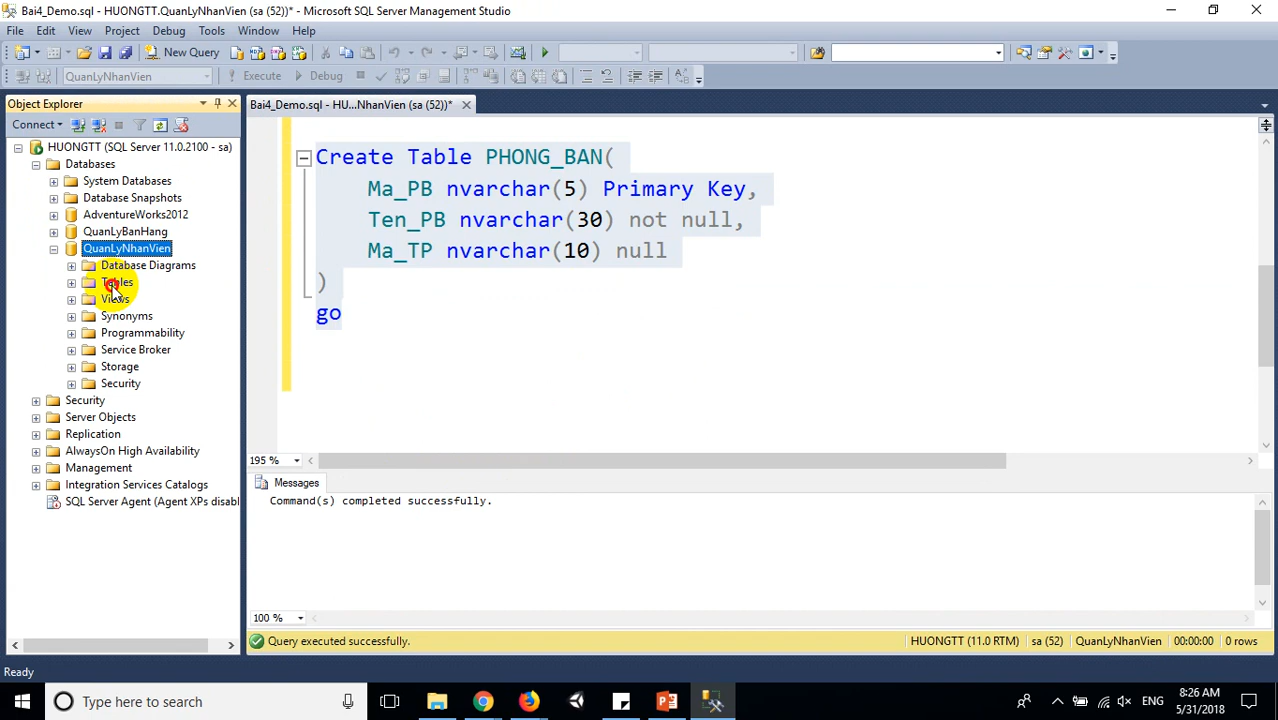 Bai4_Demo.sql - HUONGTT.QuanLyNhanVien (sa (52))* - Microsoft SQL Server Management Studio
File Edit View Project Debug Tools Window Help
New Query
QuanLyNhanVien Execute Debug
Object Explorer
Bai4_Demo.sql - HU...NhanVien (sa (52))*
Connect
HUONGTT (SQL Server 11.0.2100 - sa)
Databases
System Databases
Database Snapshots
AdventureWorks2012
QuanLyBanHang
QuanLyNhanVien
Database Diagrams
Tables
Views
Synonyms
Programmability
Service Broker
Storage
Security
Security
Server Objects
Replication
AlwaysOn High Availability
Management
Integration Services Catalogs
SQL Server Agent (Agent XPs disabl
Create Table PHONG_BAN(
Ma_PB nvarchar(5) Primary Key,
Ten_PB nvarchar(30) not null,
Ma_TP nvarchar(10) null
)
go
195 %
Messages
Command(s) completed successfully.
100 %
Query executed successfully. HUONGTT (11.0 RTM) sa (52) QuanLyNhanVien 00:00:00 0 rows
Ready
Type here to search
ENG
8:26 AM
5/31/2018